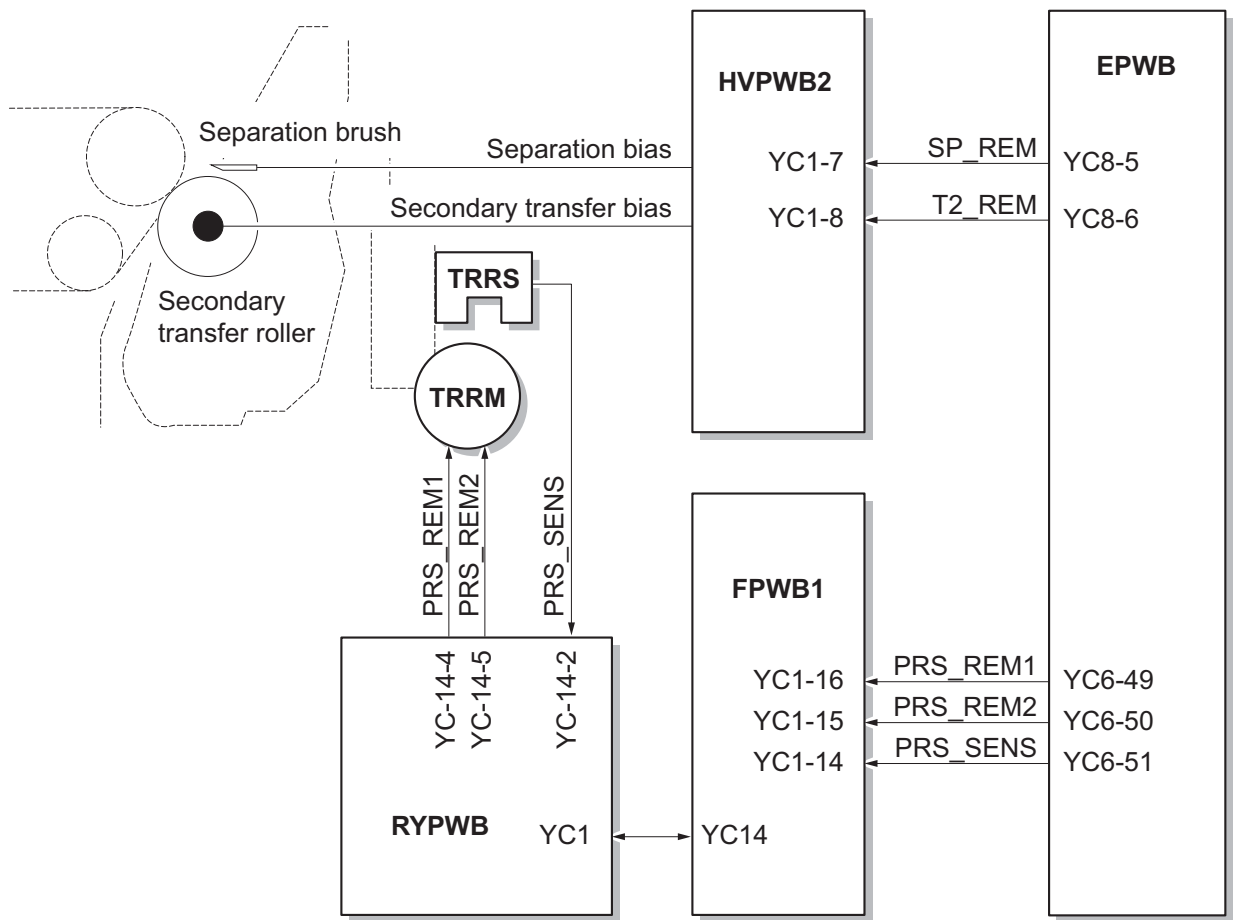 HVPWB2
EPWB
Separation brush
Separation bias
YC1-7
SP_REM
YC8-5
Secondary transfer bias
YC1-8
T2_REM
YC8-6
TRRS
Secondary
transfer roller
TRRM
PRS_REM1
PRS_REM2
PRS_SENS
FPWB1
YC-14-4
YC-14-5
YC-14-2
YC1-16
PRS_REM1
YC6-49
YC1-15
PRS_REM2
YC6-50
YC1-14
PRS_SENS
YC6-51
RYPWB
YC1
YC14